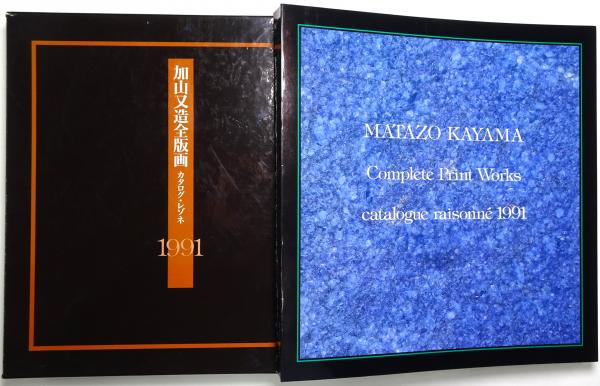 加山又造全版画
カタログ・レゾネ
1991
MATAZO KAYAMA
Complete Print Works
catalogue raisonné 1991